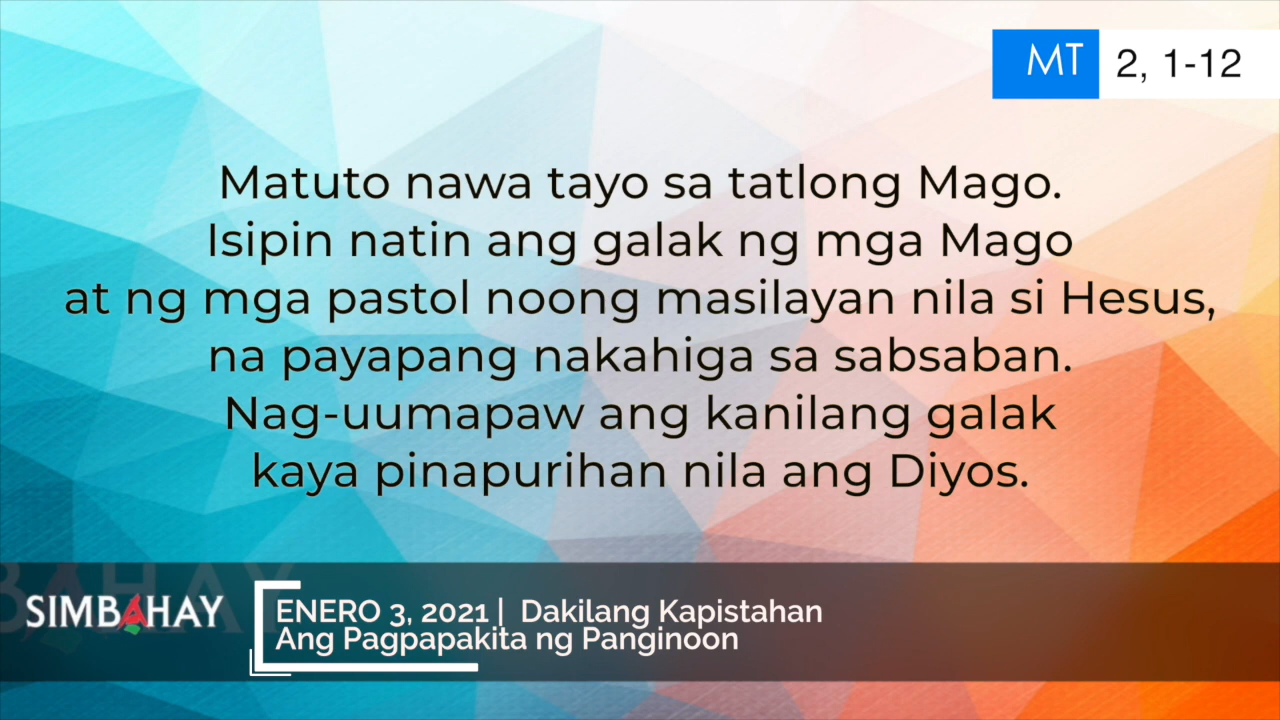 MT 2, 1-12
Matuto nawa tayo sa tatlong Mago.
Isipin natin ang galak ng mga Mago
at ng mga pastol noong masilayan nila si Hesus,
na payapang nakahiga sa sabsaban.
Nag-uumapaw ang kanilang galak
kaya pinapurihan nila ang Diyos.
SIMBAHAY
ENERO 3, 2021 | Dakilang Kapistahan
Ang Pagpapakita ng Panginoon